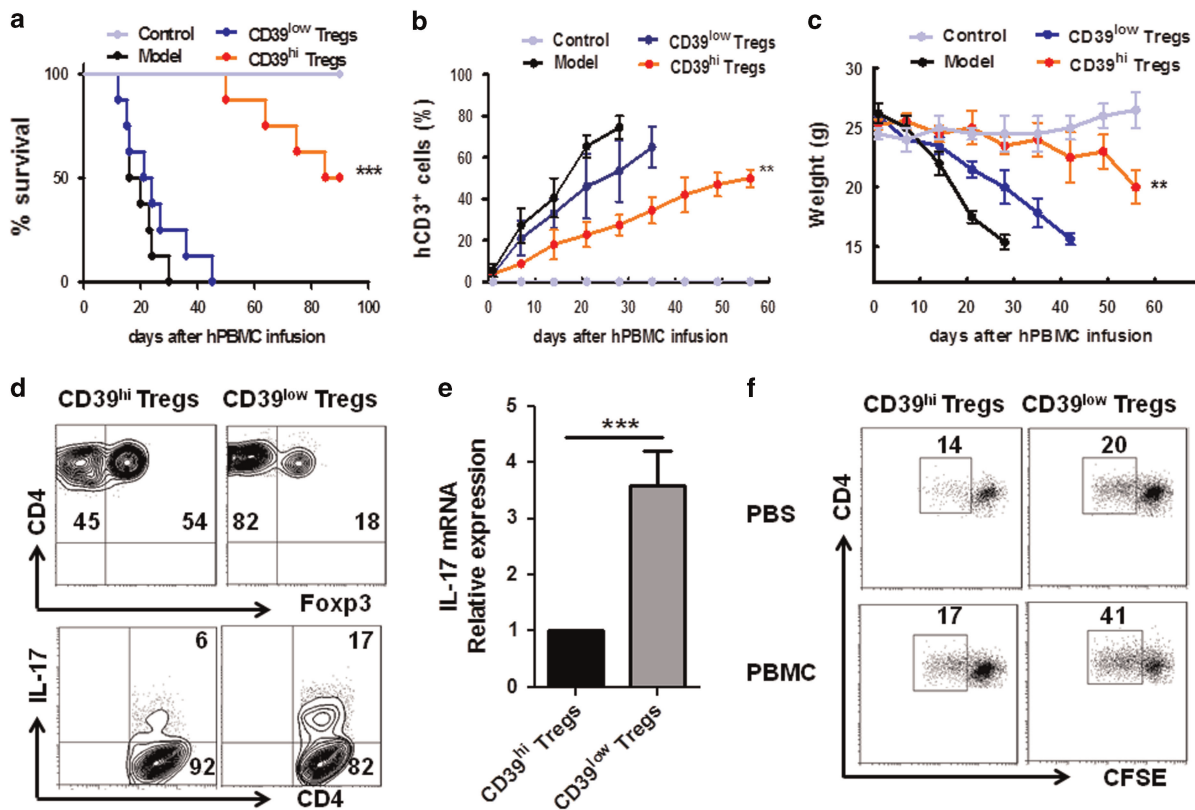 a
Control
CD39low Tregs
Model
CD39hi Tregs
% survival
100
50
0
0 20 40 60 80 100
***
days after hPBMC infusion
b
Control
CD39low Tregs
Model
CD39hi Tregs
hCD3+ cells (%)
100
80
60
40
20
0
0 10 20 30 40 50 60
**
days after hPBMC infusion
c
Control
CD39low Tregs
Model
CD39hi Tregs
Weight (g)
30
25
20
15
0 10 20 30 40 50 60
**
days after hPBMC infusion
d
CD39hi Tregs CD39low Tregs
CD4
45 54 82 18
Foxp3
IL-17
6 17
92 82
CD4
e
IL-17 mRNA
Relative expression
5
4
3
2
1
0
***
CD39hi Tregs
CD39low Tregs
f
CD39hi Tregs CD39low Tregs
PBS
CD4
14 20
PBMC
17 41
CFSE